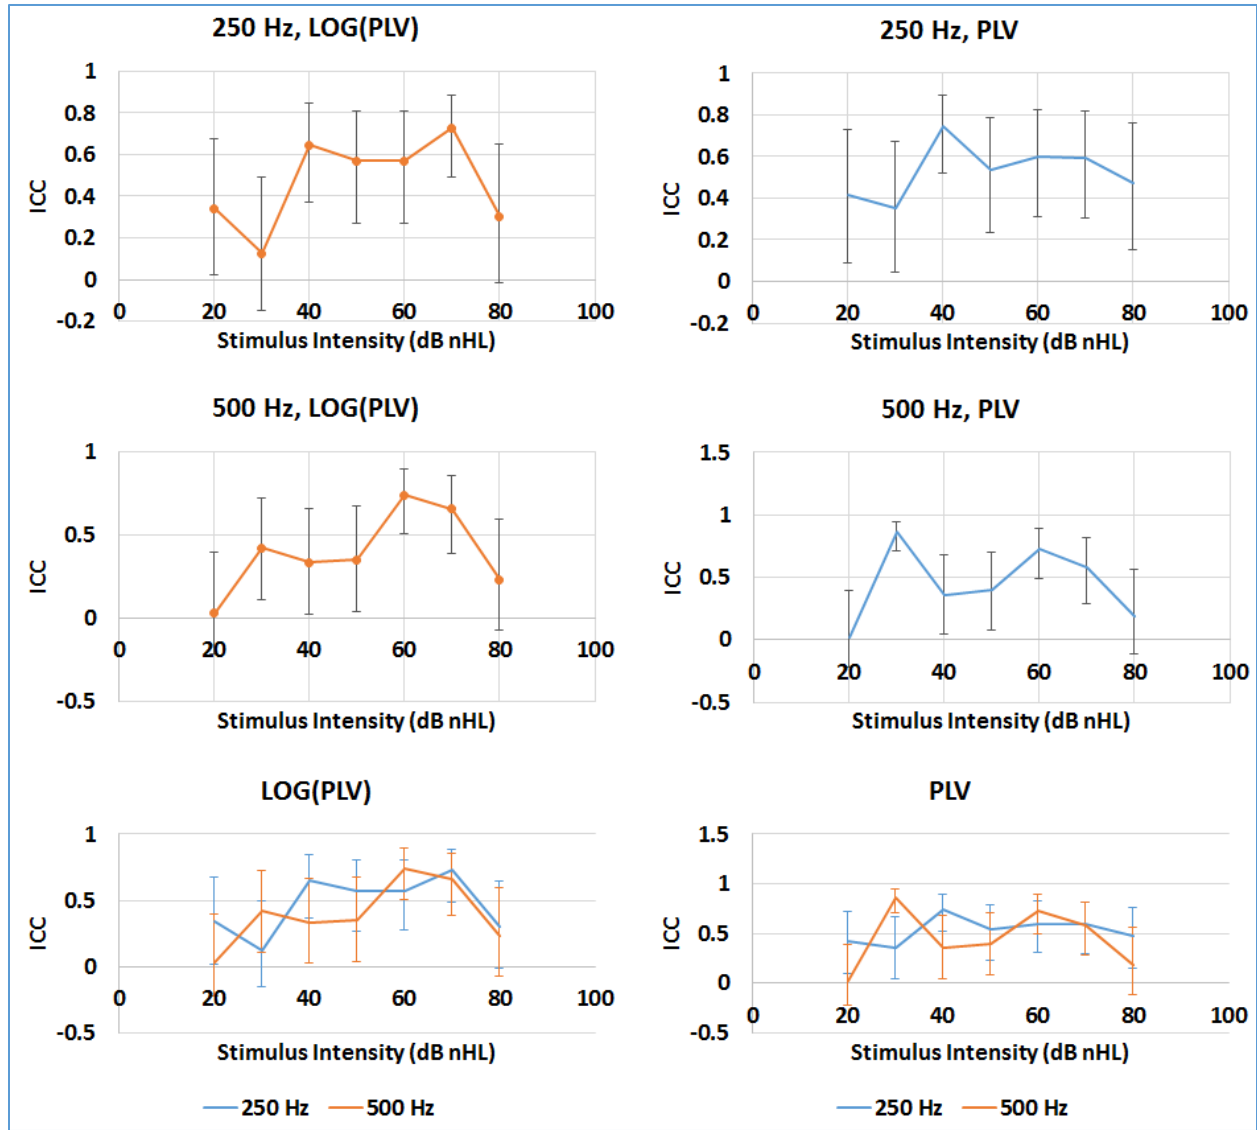 250 Hz, LOG(PLV)
1
0.8
0.6
0.4
0.2
0
-0.2
ICC
0 20 40 60 80 100
Stimulus Intensity (dB nHL)
250 Hz, PLV
1
0.8
0.6
0.4
0.2
0
-0.2
ICC
0 20 40 60 80 100
Stimulus Intensity (dB nHL)
500 Hz, LOG(PLV)
1
0.5
0
-0.5
ICC
0 20 40 60 80 100
Stimulus Intensity (dB nHL)
500 Hz, PLV
1.5
1
0.5
0
-0.5
ICC
0 20 40 60 80 100
Stimulus Intensity (dB nHL)
LOG(PLV)
1
0.5
0
-0.5
ICC
0 20 40 60 80 100
Stimulus Intensity (dB nHL)
250 Hz 500 Hz
PLV
1.5
1
0.5
0
-0.5
ICC
0 20 40 60 80 100
Stimulus Intensity (dB nHL)
250 Hz 500 Hz